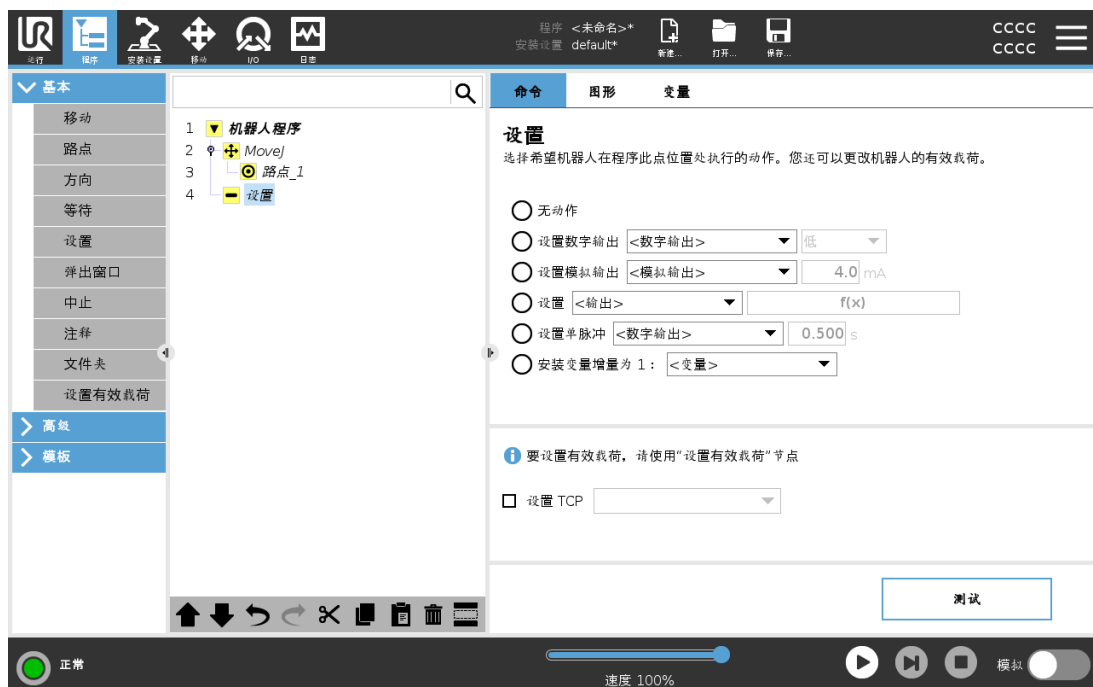 程序 <未命名>*
安装设置 default*
CCCC
CCCC
运行 程序 安装设置 移动 I/O 日志 新建... 打开... 保存...
基本
移动
路点
方向
等待
设置
弹出窗口
中止
注释
文件夹
设置有效载荷
高级
模板
1 机器人程序
2 MoveJ
3 路点_1
4 设置
命令 图形 变量
设置
选择希望机器人在程序此点位置处执行的动作。您还可以更改机器人的有效载荷。
无动作
设置数字输出 <数字输出> 低
设置模拟输出 <模拟输出> 4.0 mA
设置 <输出> f(x)
设置单脉冲 <数字输出> 0.500 s
安装变量增量为 1： <变量>
要设置有效载荷，请使用“设置有效载荷”节点
设置 TCP
测试
正常
速度 100%
模拟